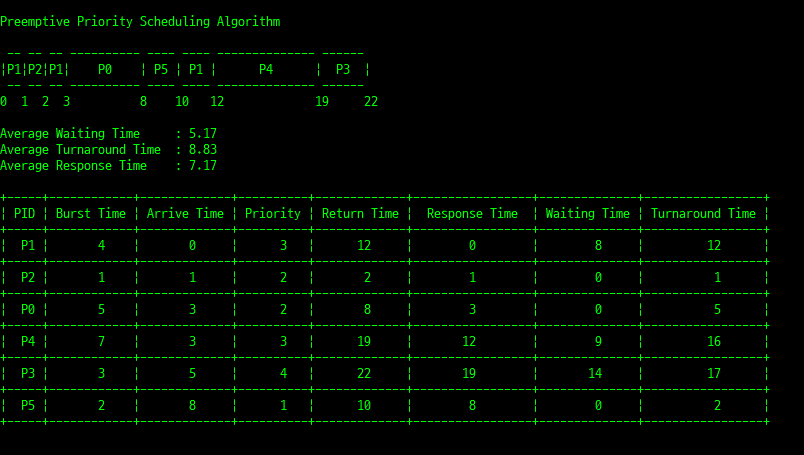 Preemptive Priority Scheduling Algorithm
-- -- -- ---------- ---- ---- -------------- ------
¦P1¦P2¦P1¦    P0    ¦ P5 ¦ P1 ¦      P4      ¦  P3  ¦
-- -- -- ---------- ---- ---- -------------- ------
0  1  2  3          8    10   12             19     22
Average Waiting Time     : 5.17
Average Turnaround Time  : 8.83
Average Response Time    : 7.17
+-----+------------+-------------+----------+-------------+-----------------+--------------+-----------------+
¦ PID ¦ Burst Time ¦ Arrive Time ¦ Priority ¦ Return Time ¦  Response Time  ¦ Waiting Time ¦ Turnaround Time ¦
+-----+------------+-------------+----------+-------------+-----------------+--------------+-----------------+
¦  P1 ¦       4    ¦       0     ¦     3    ¦      12     ¦        0        ¦       8      ¦        12       ¦
+-----+------------+-------------+----------+-------------+-----------------+--------------+-----------------+
¦  P2 ¦       1    ¦       1     ¦     2    ¦       2     ¦        1        ¦       0      ¦         1       ¦
+-----+------------+-------------+----------+-------------+-----------------+--------------+-----------------+
¦  P0 ¦       5    ¦       3     ¦     2    ¦       8     ¦        3        ¦       0      ¦         5       ¦
+-----+------------+-------------+----------+-------------+-----------------+--------------+-----------------+
¦  P4 ¦       7    ¦       3     ¦     3    ¦      19     ¦       12        ¦       9      ¦        16       ¦
+-----+------------+-------------+----------+-------------+-----------------+--------------+-----------------+
¦  P3 ¦       3    ¦       5     ¦     4    ¦      22     ¦       19        ¦      14      ¦        17       ¦
+-----+------------+-------------+----------+-------------+-----------------+--------------+-----------------+
¦  P5 ¦       2    ¦       8     ¦     1    ¦      10     ¦        8        ¦       0      ¦         2       ¦
+-----+------------+-------------+----------+-------------+-----------------+--------------+-----------------+